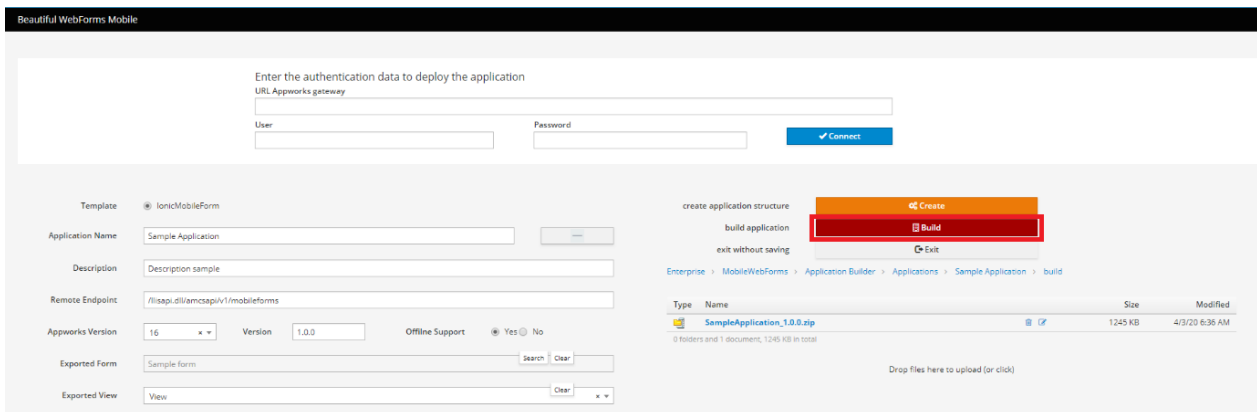 Beautiful WebForms Mobile
Enter the authentication data to deploy the application
URL Appworks gateway
User Password
Connect
Template IonicMobileForm
Application Name Sample Application
Description Description sample
Remote Endpoint /llisapi.dll/amcsapi/v1/mobileforms
Appworks Version 16 × Version 1.0.0 Offilne Support Yes No
Exported Form Sample form Search Clear
Exported View View Clear ×
create application structure Create
build application Build
exit without saving Exit
Enterprise › MobileWebForms › Application Builder › Applications › Sample Application › build
Type Name Size Modified
SampleApplication_1.0.0.zip 1245 KB 4/3/20 6:36 AM
0 folders and 1 document, 1245 KB in total
Drop files here to upload (or click)